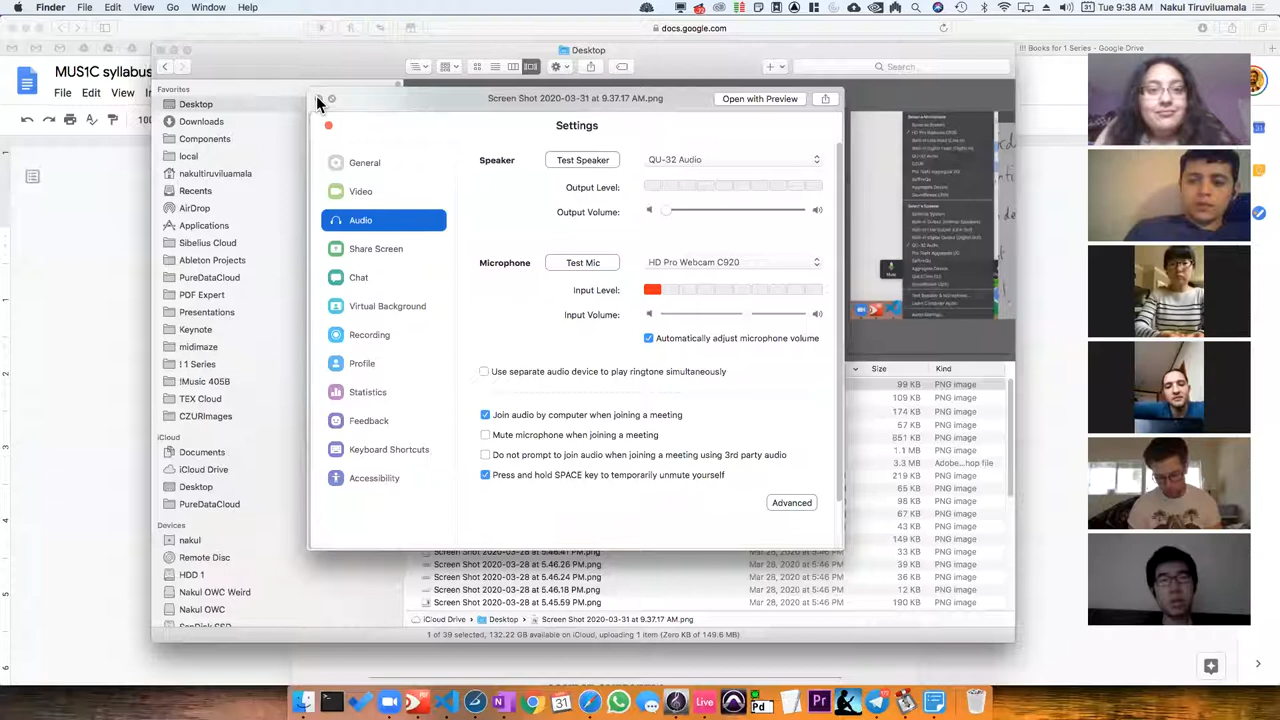 Finder File Edit View Go Window Help
Tue 9:38 AM Nakul Tiruviluamala
docs.google.com
Desktop
!!! Books for 1 Series - Google Drive
MUS1C syllabus
File Edit View
100
Search
Favorites
Desktop
Downloads
local
nakultiruviluamala
Recents
AirDrop
Applications
Sibelius Cloud
Ableton Projects
PureDataCloud
PDF Expert
Presentations
Keynote
midimaze
! 1 Series
!Music 405B
TEX Cloud
CZURImages
iCloud
Documents
iCloud Drive
Desktop
PureDataCloud
Devices
nakul
Remote Disc
HDD 1
Nakul OWC Weird
Nakul OWC
SanDisk SSD
Screen Shot 2020-03-31 at 9.37.17 AM.png
Open with Preview
Settings
General
Video
Audio
Share Screen
Chat
Virtual Background
Recording
Profile
Statistics
Feedback
Keyboard Shortcuts
Accessibility
Speaker Test Speaker QU-32 Audio
Output Level:
Output Volume:
Microphone Test Mic HD Pro Webcam C920
Input Level:
Input Volume:
Automatically adjust microphone volume
Use separate audio device to play ringtone simultaneously
Join audio by computer when joining a meeting
Mute microphone when joining a meeting
Do not prompt to join audio when joining a meeting using 3rd party audio
Press and hold SPACE key to temporarily unmute yourself
Advanced
Size Kind
99 KB PNG image
109 KB PNG image
174 KB PNG image
57 KB PNG image
851 KB PNG image
1.1 MB PNG image
3.3 MB Adobe...hop file
219 KB PNG image
65 KB PNG image
98 KB PNG image
67 KB PNG image
43 KB PNG image
149 KB PNG image
Screen Shot 2020-03-28 at 5.46.41 PM.png Mar 28, 2020 at 5:46 PM 33 KB PNG image
Screen Shot 2020-03-28 at 5.46.26 PM.png Mar 28, 2020 at 5:46 PM 39 KB PNG image
Screen Shot 2020-03-28 at 5.46.24 PM.png Mar 28, 2020 at 5:46 PM 36 KB PNG image
Screen Shot 2020-03-28 at 5.46.18 PM.png Mar 28, 2020 at 5:46 PM 12 KB PNG image
Screen Shot 2020-03-28 at 5.45.59 PM.png Mar 28, 2020 at 5:46 PM 190 KB PNG image
iCloud Drive Desktop Screen Shot 2020-03-31 at 9.37.17 AM.png
1 of 39 selected, 132.22 GB available on iCloud, uploading 1 item (Zero KB of 149.6 MB)
1
1
2
3
4
5
6
31
31
Live
Pd
Pr